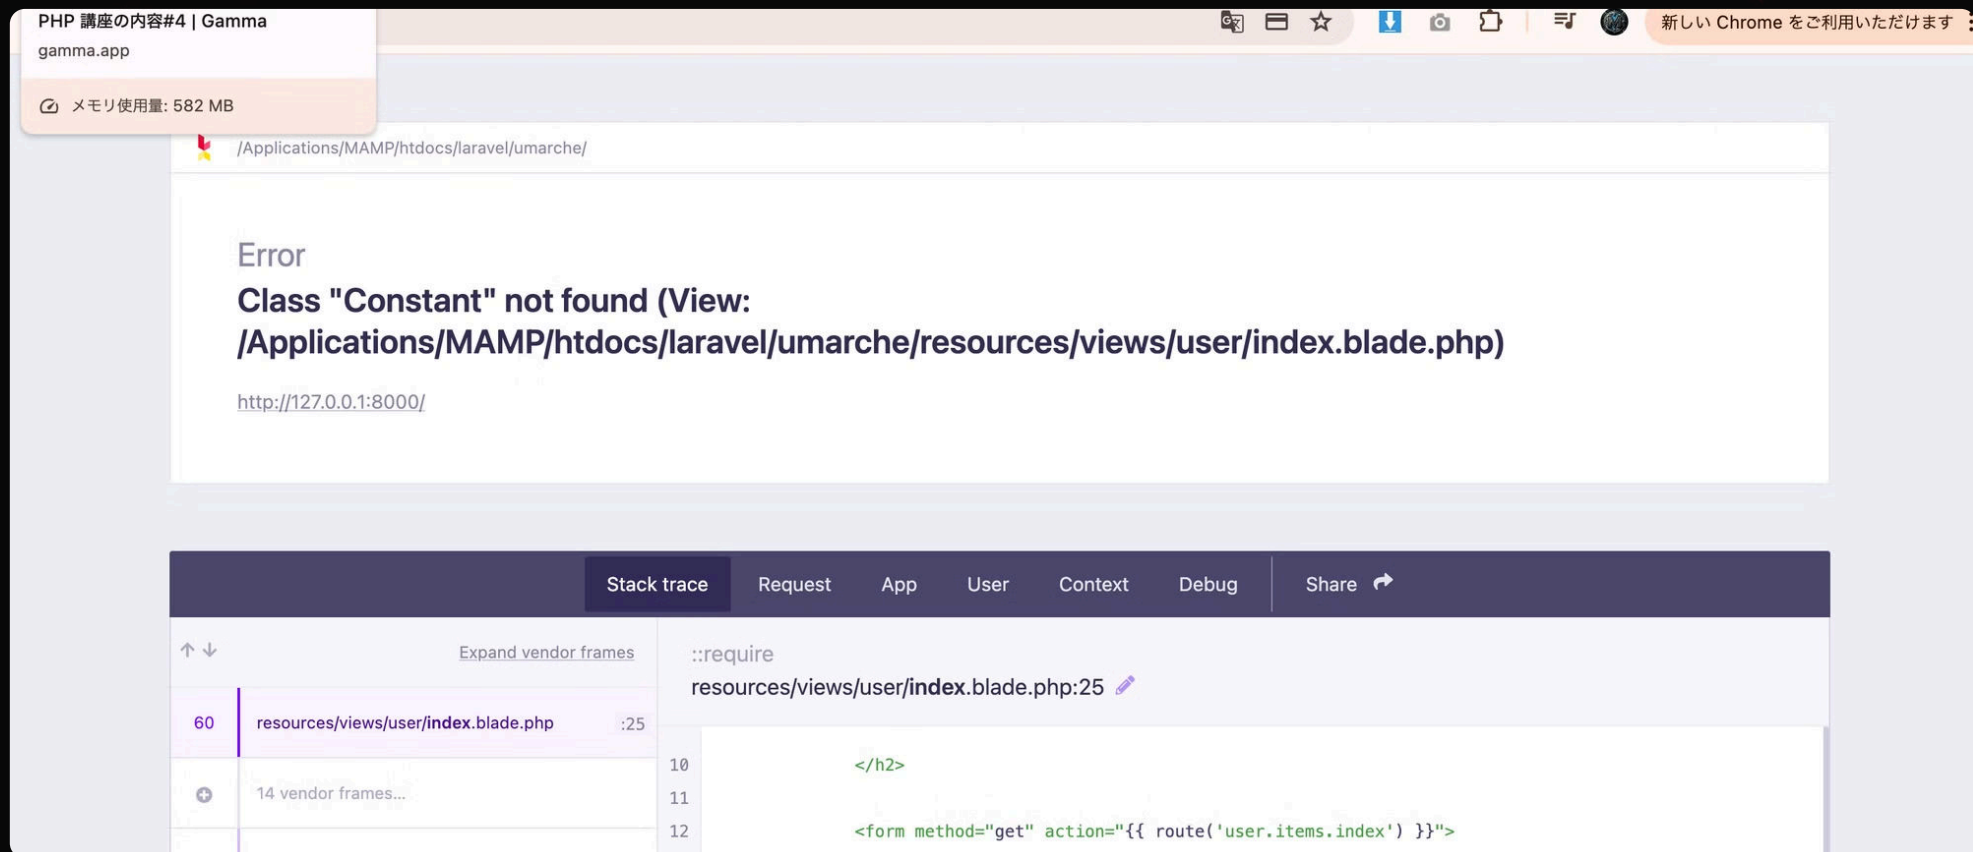 PHP 講座の内容#4 | Gamma
gamma.app
メモリ使用量: 582 MB
新しい Chrome をご利用いただけます
/Applications/MAMP/htdocs/laravel/umarche/
Error
Class "Constant" not found (View:
/Applications/MAMP/htdocs/laravel/umarche/resources/views/user/index.blade.php)
http://127.0.0.1:8000/
Stack trace Request App User Context Debug Share
Expand vendor frames
60 resources/views/user/index.blade.php :25
14 vendor frames...
::require
resources/views/user/index.blade.php:25
10 </h2>
11
12 <form method="get" action="{{ route('user.items.index') }}">